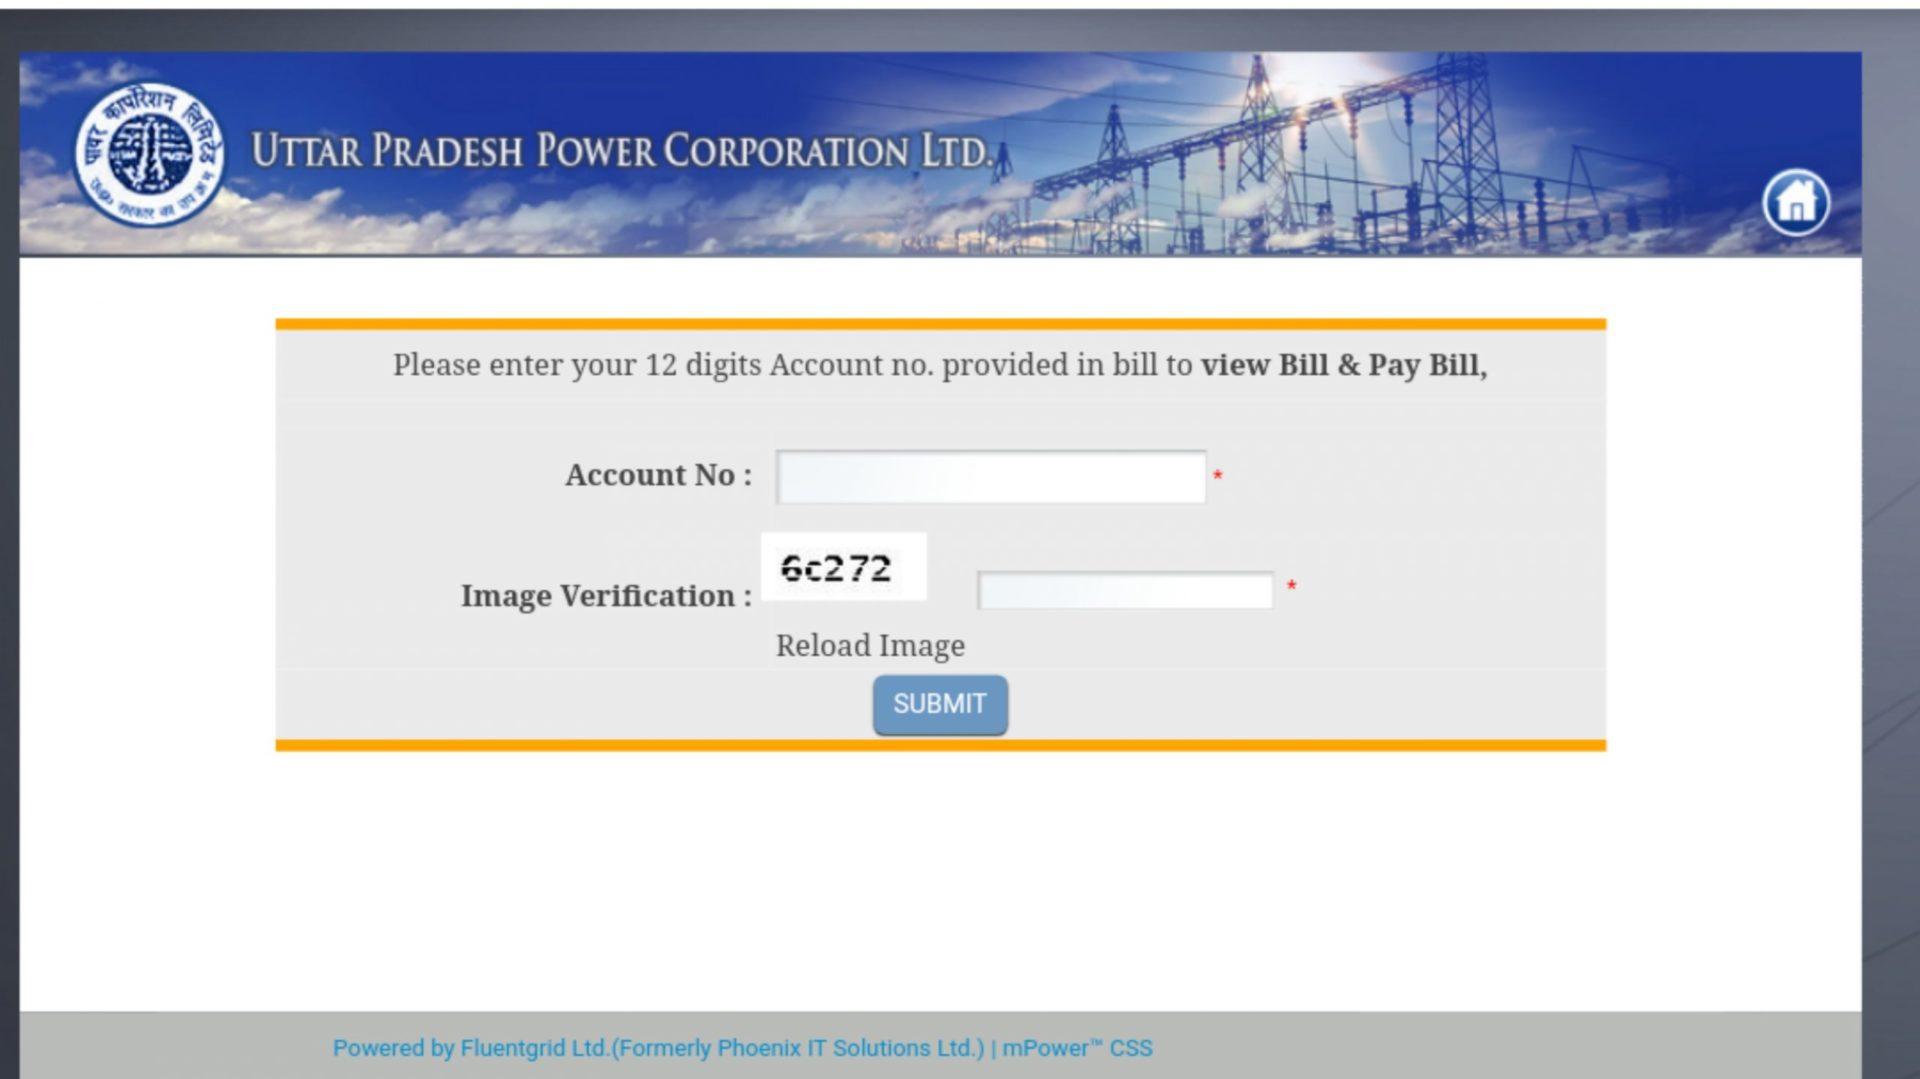 पावर कार्पोरेशन लिमिटेड
UTTAR PRADESH POWER CORPORATION LTD.
Please enter your 12 digits Account no. provided in bill to view Bill & Pay Bill,
Account No : *
6c272
Image Verification : *
Reload Image
SUBMIT
Powered by Fluentgrid Ltd.(Formerly Phoenix IT Solutions Ltd.) | mPower™ CSS